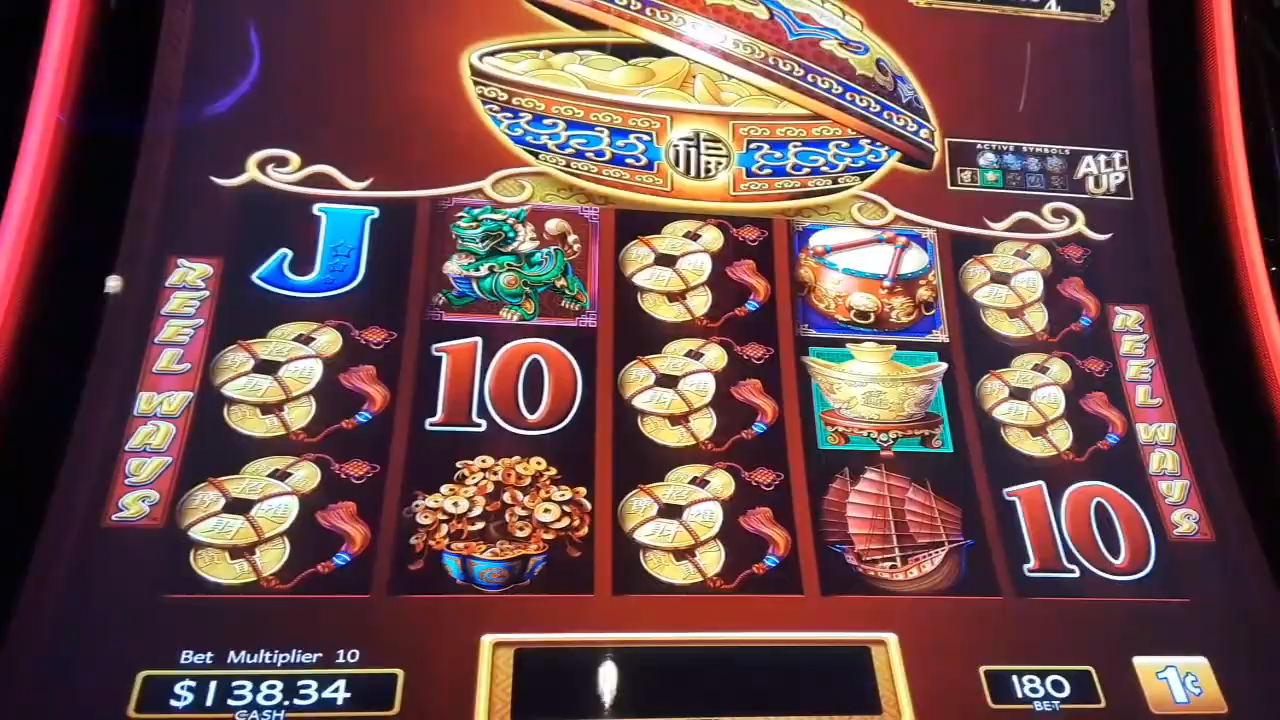 ACTIVE SYMBOLS
ALL UP
福
J
REEL WAYS
10
REEL WAYS
10
Bet Multiplier 10
$138.34
CASH
180
BET
1¢